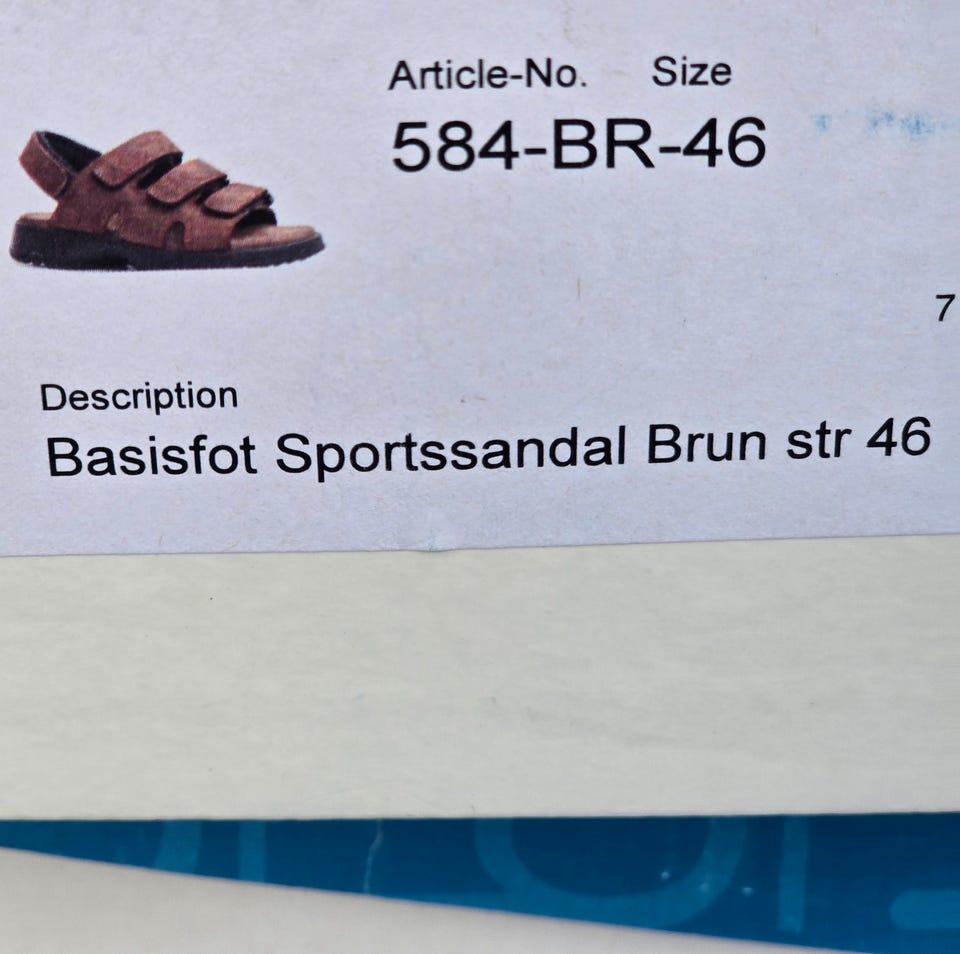 Article-No. Size
584-BR-46
7
Description
Basisfot Sportssandal Brun str 46